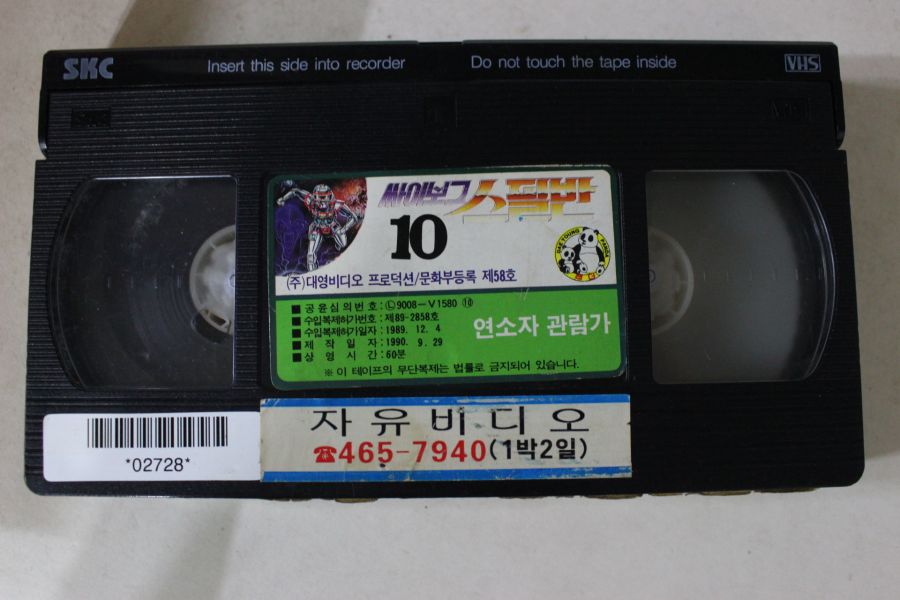 SKC Insert this side into recorder Do not touch the tape inside VHS
싸이보그 스필반
10
DAE YOUNG PANDA
(주)대영비디오 프로덕션/문화부등록 제58호
■ 공윤심의번호 : Ⓛ9008-V1580 ⑩
■ 수입복제허가번호 : 제89-2858호
■ 수입복제허가일자 : 1989. 12. 4
■ 제작일자 : 1990. 9. 29
■ 상영시간 : 60분
연소자 관람가
※ 이 테이프의 무단복제는 법률로 금지되어 있습니다.
자유비디오
☎465-7940(1박2일)
*02728*